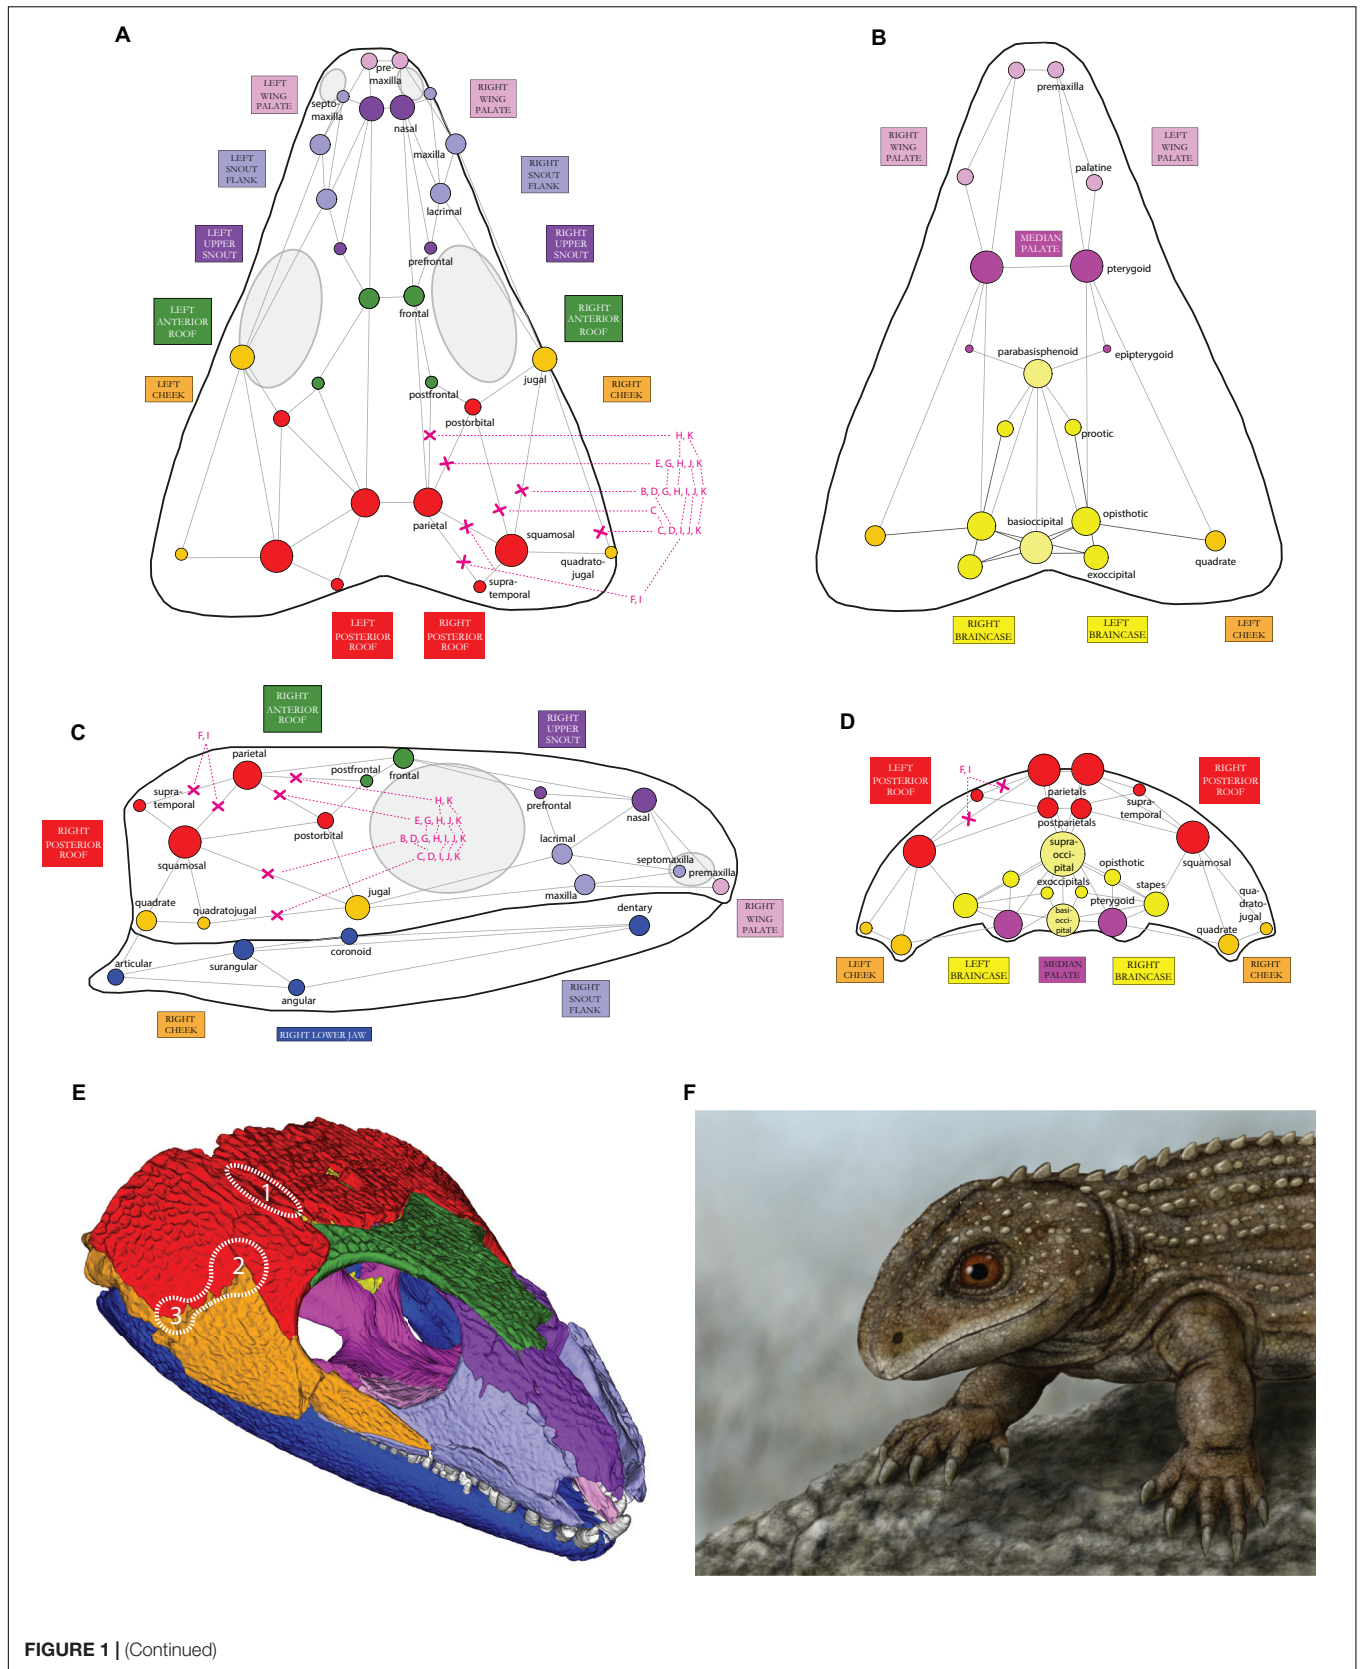 A
B
pre-
maxilla
LEFT
WING
PALATE
septo-
maxilla
nasal
RIGHT
WING
PALATE
maxilla
LEFT
SNOUT
FLANK
RIGHT
SNOUT
FLANK
lacrimal
LEFT
UPPER
SNOUT
RIGHT
UPPER
SNOUT
prefrontal
LEFT
ANTERIOR
ROOF
frontal
RIGHT
ANTERIOR
ROOF
jugal
LEFT
CHEEK
postfrontal
RIGHT
CHEEK
postorbital
H, K
E, G, H, J, K
B, D, G, H, I, J, K
C
C, D, I, J, K
parietal
squamosal
quadrato-
jugal
supra-
temporal
F, I
LEFT
POSTERIOR
ROOF
RIGHT
POSTERIOR
ROOF
premaxilla
RIGHT
WING
PALATE
LEFT
WING
PALATE
palatine
MEDIAN
PALATE
pterygoid
parabasisphenoid
epipterygoid
prootic
basioccipital
opisthotic
exoccipital
quadrate
RIGHT
BRAINCASE
LEFT
BRAINCASE
LEFT
CHEEK
C
RIGHT
ANTERIOR
ROOF
RIGHT
UPPER
SNOUT
F, I
parietal
postfrontal
frontal
supra-
temporal
prefrontal
nasal
H, K
E, G, H, J, K
B, D, G, H, I, J, K
C, D, I, J, K
RIGHT
POSTERIOR
ROOF
postorbital
squamosal
lacrimal
septomaxilla
premaxilla
jugal
maxilla
quadrate
quadratojugal
dentary
RIGHT
WING
PALATE
coronoid
surangular
articular
angular
RIGHT
SNOUT
FLANK
RIGHT
CHEEK
RIGHT LOWER JAW
D
LEFT
POSTERIOR
ROOF
F, I
RIGHT
POSTERIOR
ROOF
parietals
supra-
temporal
postparietals
supra-
occi-
pital
squamosal
opisthotic
exoccipitals
stapes
pterygoid
qua-
drato-
jugal
basi-
occi-
pital
quadrate
LEFT
CHEEK
LEFT
BRAINCASE
MEDIAN
PALATE
RIGHT
BRAINCASE
RIGHT
CHEEK
E
F
1
2
3
FIGURE 1 | (Continued)